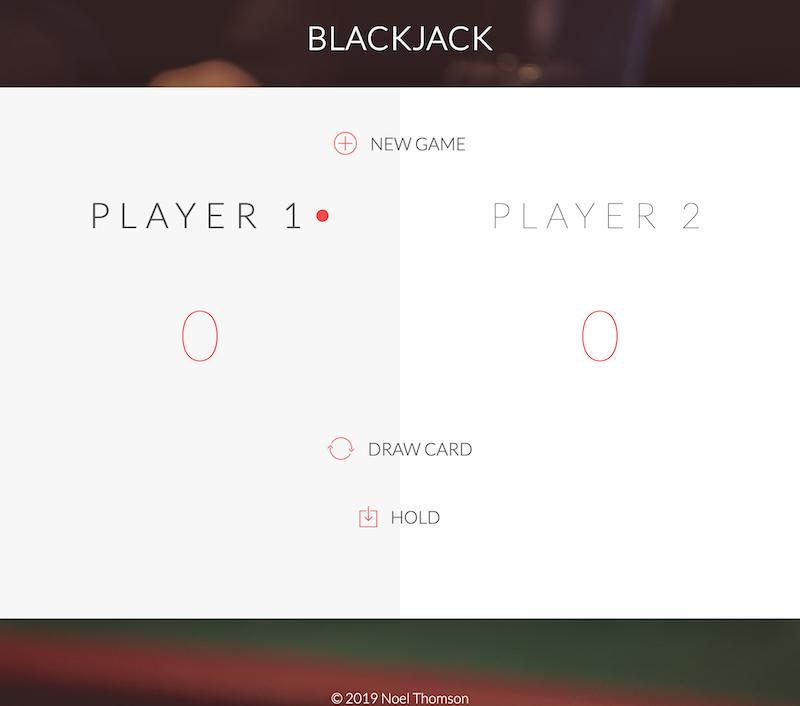 BLACKJACK
NEW GAME
PLAYER 1
PLAYER 2
0
0
DRAW CARD
HOLD
© 2019 Noel Thomson